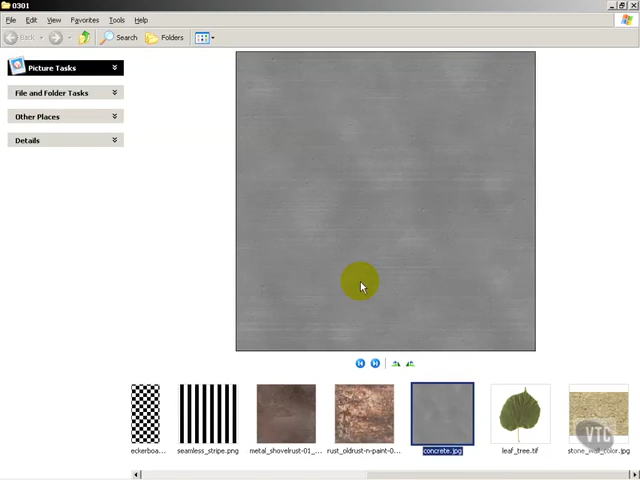 0301
File Edit View Favorites Tools Help
Back Search Folders
Picture Tasks
File and Folder Tasks
Other Places
Details
eckerboa... seamless_stripe.png metal_shovelrust-01_... rust_oldrust-n-paint-0... concrete.jpg leaf_tree.tif stone_wall_color.jpg
VTC